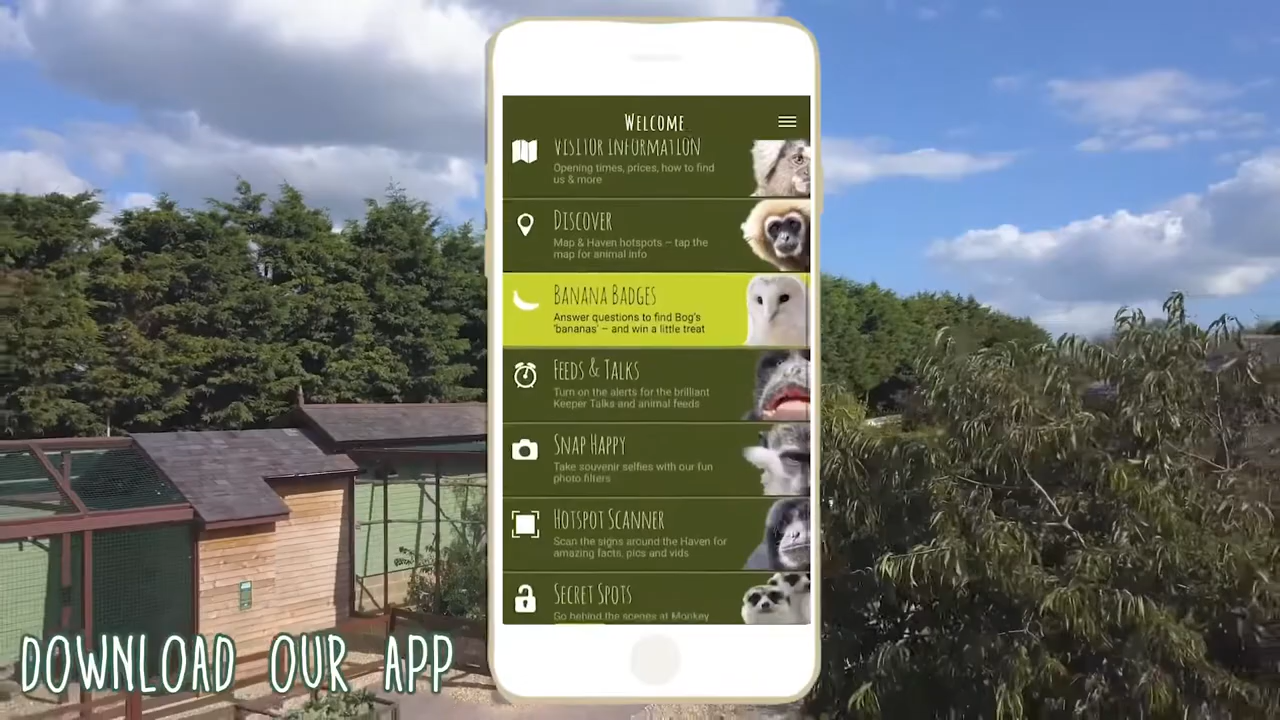 Welcome
Visitor Information
Opening times, prices, how to find
us & more
Discover
Map & Haven hotspots – tap the
map for animal info
Banana Badges
Answer questions to find Bog's
'bananas' – and win a little treat
Feeds & Talks
Turn on the alerts for the brilliant
Keeper Talks and animal feeds
Snap Happy
Take souvenir selfies with our fun
photo filters
Hotspot Scanner
Scan the signs around the Haven for
amazing facts, pics and vids
Secret Spots
Go behind the scenes at Monkey
DOWNLOAD OUR APP